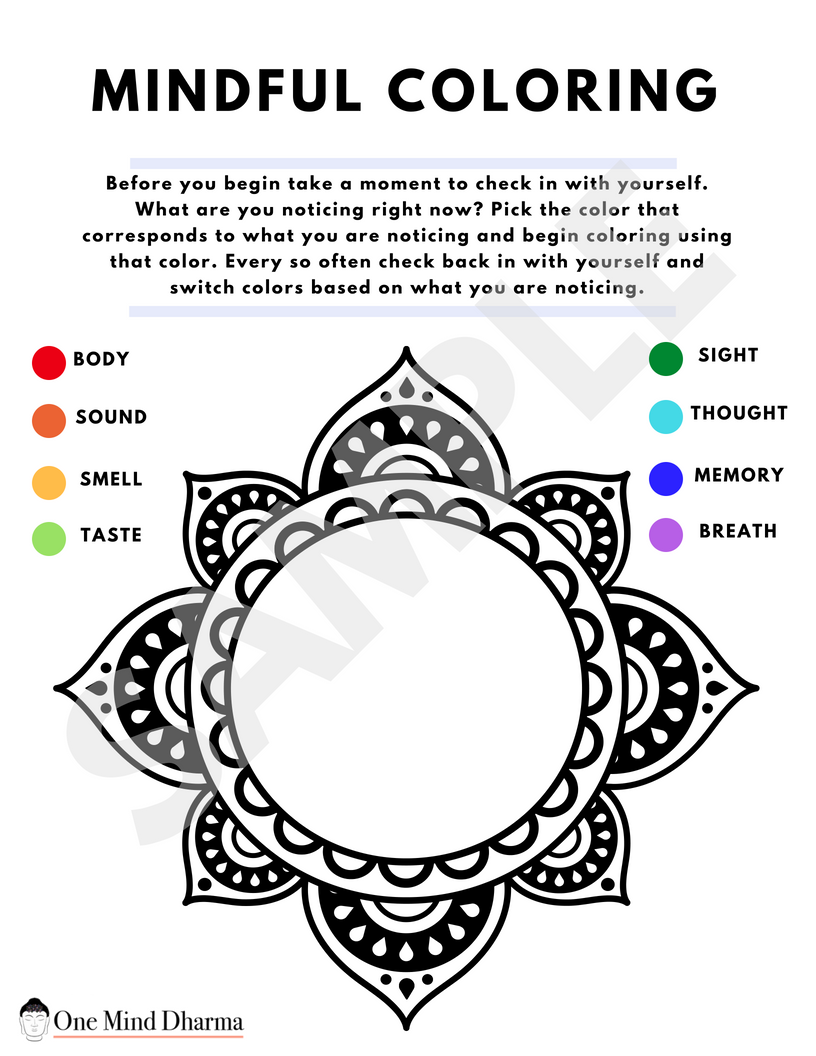 MINDFUL COLORING
Before you begin take a moment to check in with yourself.
What are you noticing right now? Pick the color that
corresponds to what you are noticing and begin coloring using
that color. Every so often check back in with yourself and
switch colors based on what you are noticing.
BODY
SOUND
SMELL
TASTE
SIGHT
THOUGHT
MEMORY
BREATH
SAMPLE
One Mind Dharma